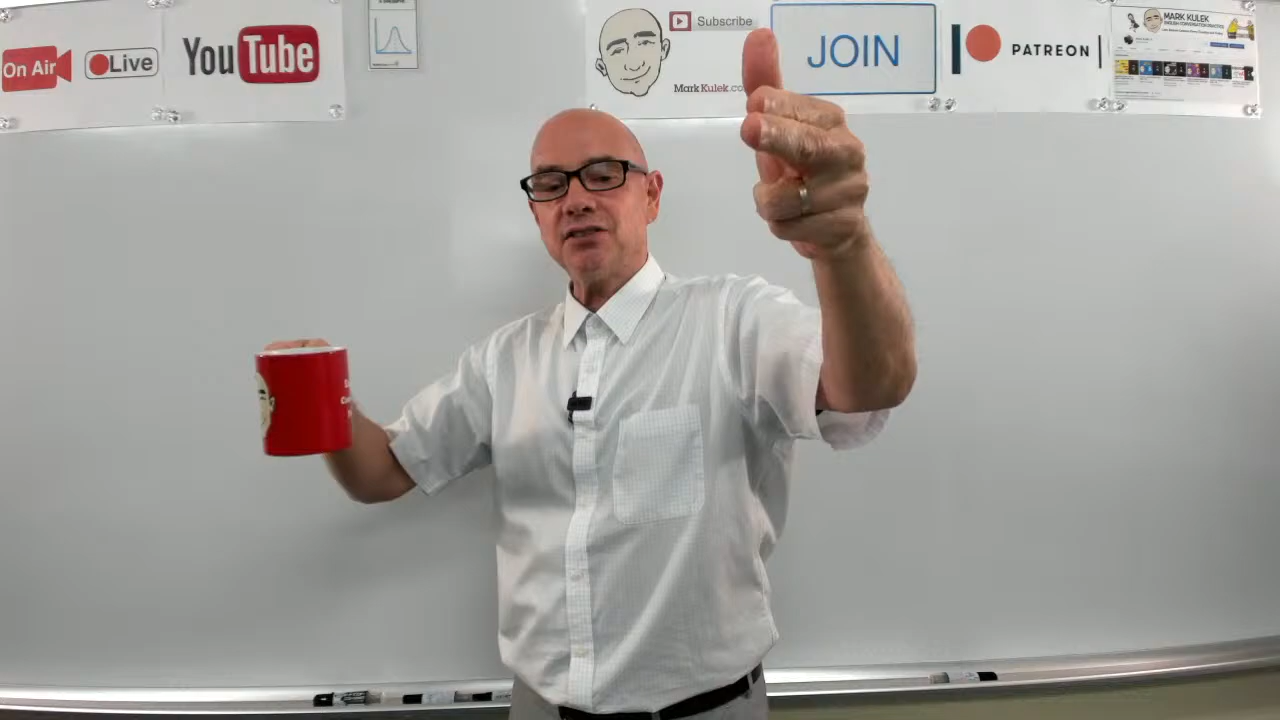 On Air
Live
YouTube
Subscribe
MarkKulek.co
JOIN
PATREON
MARK KULEK